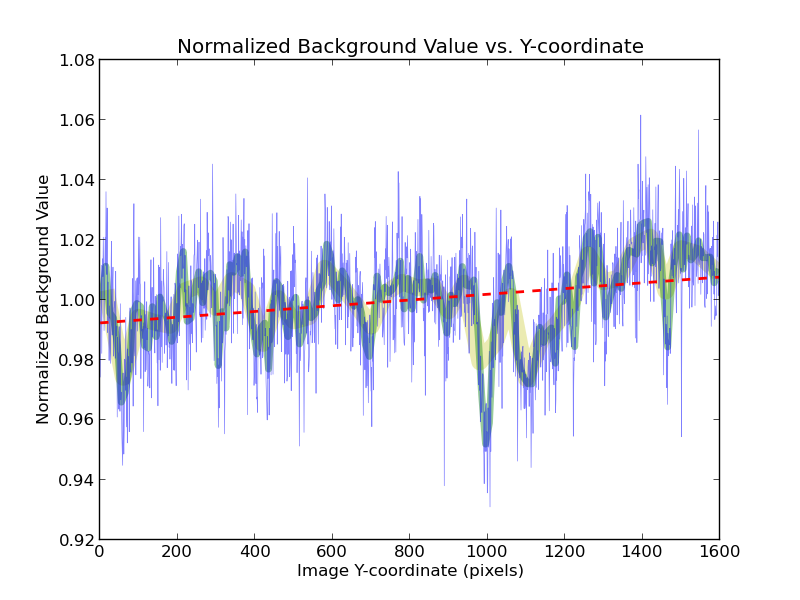 Normalized Background Value vs. Y-coordinate
1.08
1.06
1.04
1.02
1.00
0.98
0.96
0.94
0.92
Normalized Background Value
0 200 400 600 800 1000 1200 1400 1600
Image Y-coordinate (pixels)